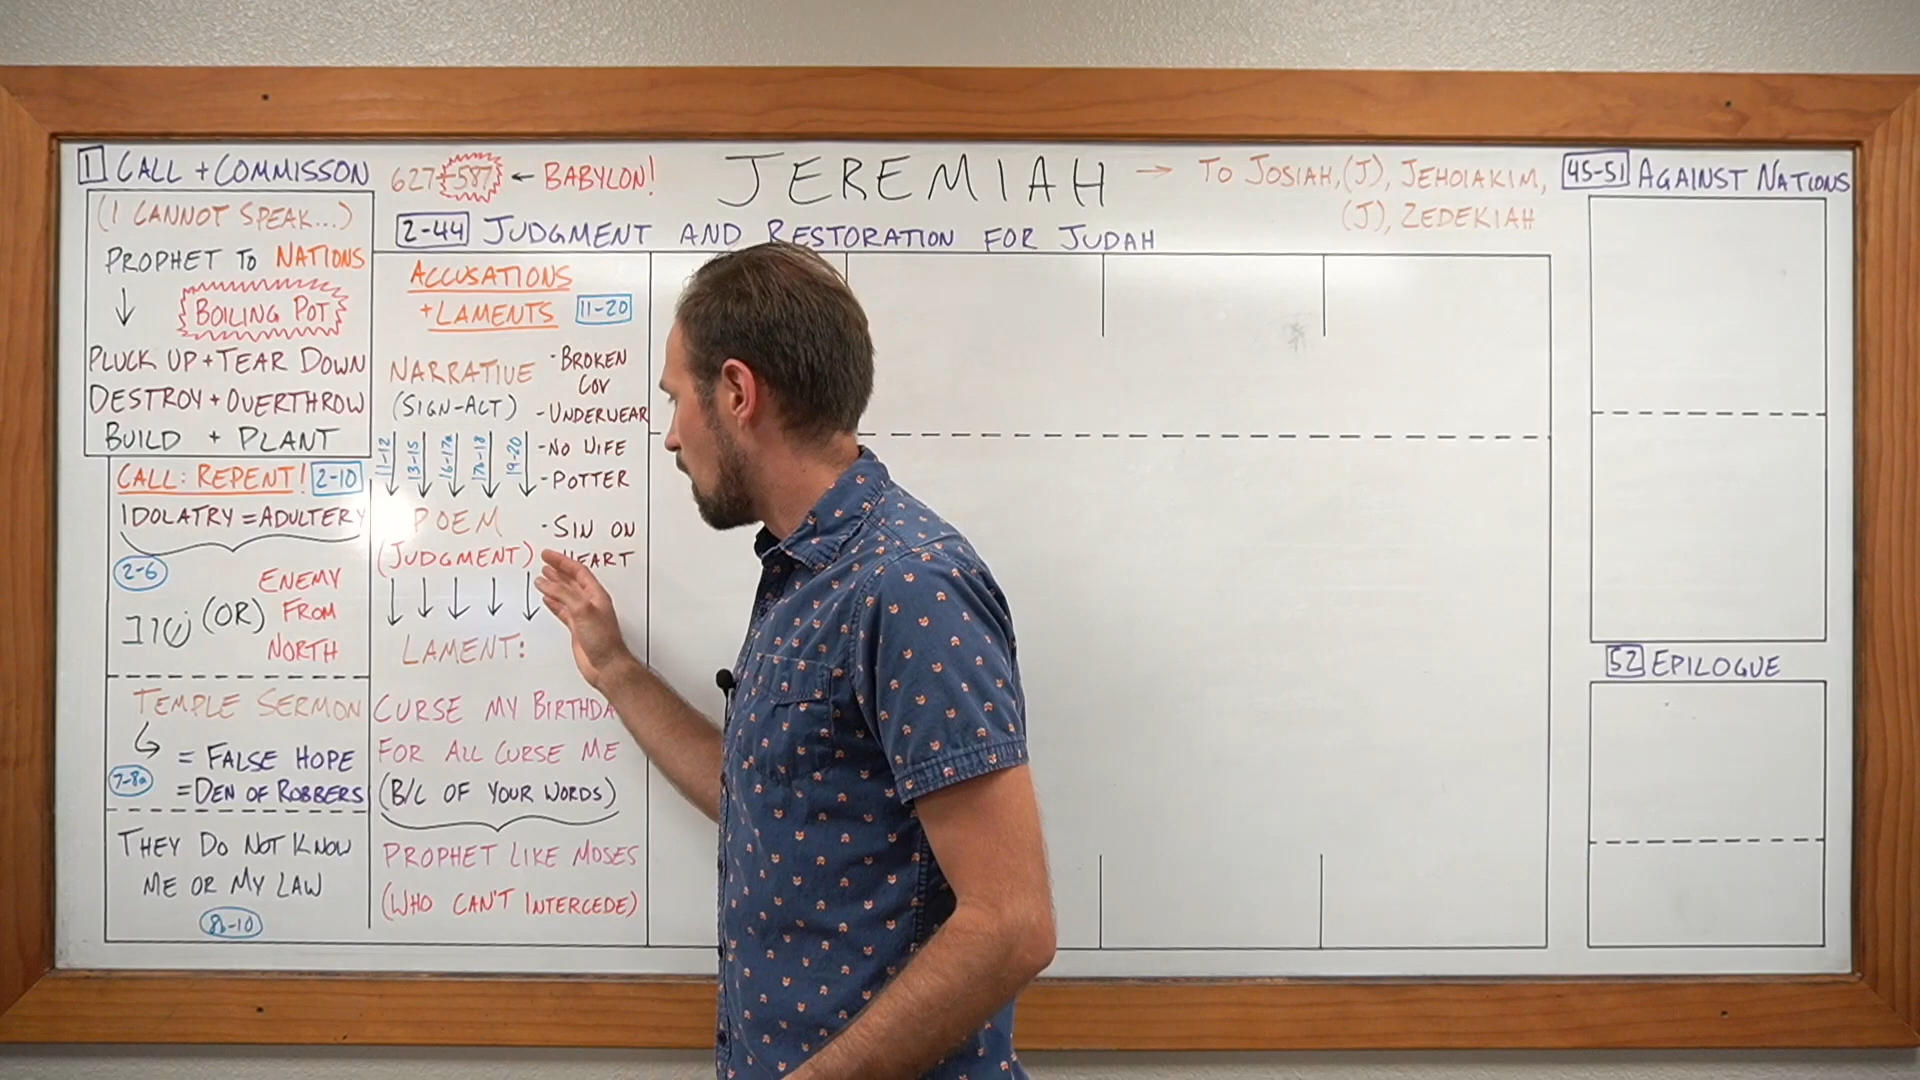 1 CALL + COMMISSON
627-587 ← BABYLON!
JEREMIAH → TO JOSIAH, (J), JEHOIAKIM,
(J), ZEDEKIAH
45-51 AGAINST NATIONS
(I CANNOT SPEAK...)
PROPHET TO NATIONS
↓ BOILING POT
PLUCK UP + TEAR DOWN
DESTROY + OVERTHROW
BUILD + PLANT
2-44 JUDGMENT AND RESTORATION FOR JUDAH
CALL: REPENT! 2-10
IDOLATRY = ADULTERY
2-6
שוב (OR) ENEMY
FROM
NORTH
TEMPLE SERMON
= FALSE HOPE
7-8a = DEN OF ROBBERS
THEY DO NOT KNOW
ME OR MY LAW
8b-10
ACCUSATIONS
+ LAMENTS 11-20
NARRATIVE
(SIGN-ACT)
11-12
13-15
16-17a
17b-18
19-20
- BROKEN
COV
- UNDERWEAR
- NO WIFE
- POTTER
- SIN ON
HEART
POEM
(JUDGMENT)
LAMENT:
CURSE MY BIRTHDA
FOR ALL CURSE ME
(B/C OF YOUR WORDS)
PROPHET LIKE MOSES
(WHO CAN'T INTERCEDE)
52 EPILOGUE